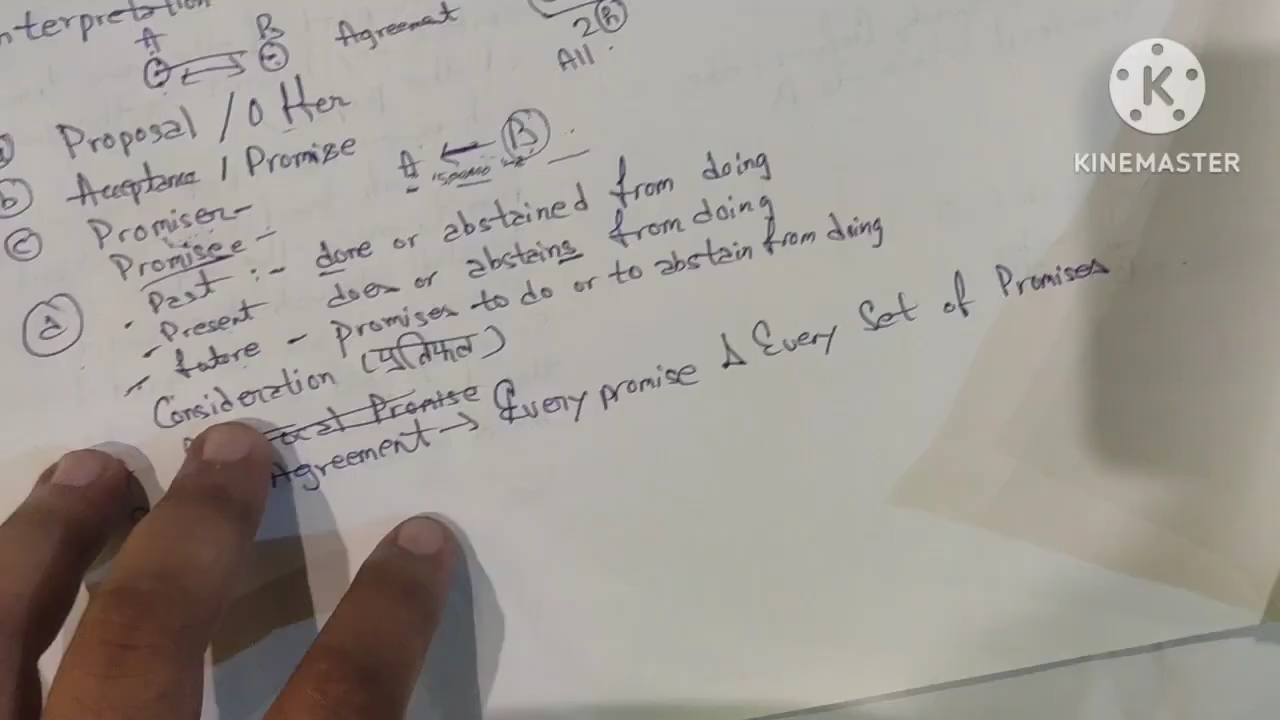 nterpretation
A B Agreement
2(R)
All.
a) Proposal / Offer
b) Acceptance / Promise
A ← B
c) Promiser -
Promisee -
d) . Past :- done or abstained from doing
- Present does or abstains from doing
- future - promises to do or to abstain from doing
Consideration (प्रतिफल)
Promise
Agreement → Every promise & Every Set of Promises
KINEMASTER